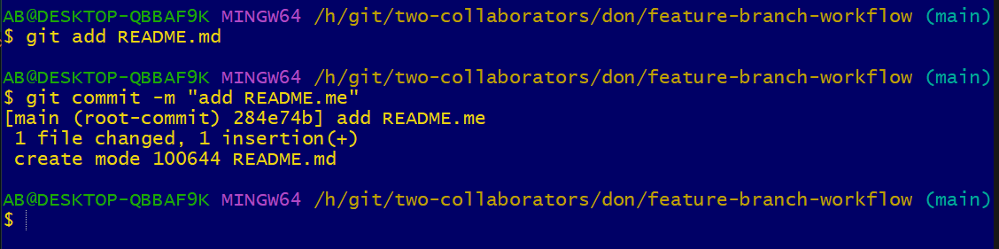 AB@DESKTOP-QBBAF9K MINGW64 /h/git/two-collaborators/don/feature-branch-workflow (main)
$ git add README.md
AB@DESKTOP-QBBAF9K MINGW64 /h/git/two-collaborators/don/feature-branch-workflow (main)
$ git commit -m "add README.me"
[main (root-commit) 284e74b] add README.me
 1 file changed, 1 insertion(+)
 create mode 100644 README.md
AB@DESKTOP-QBBAF9K MINGW64 /h/git/two-collaborators/don/feature-branch-workflow (main)
$